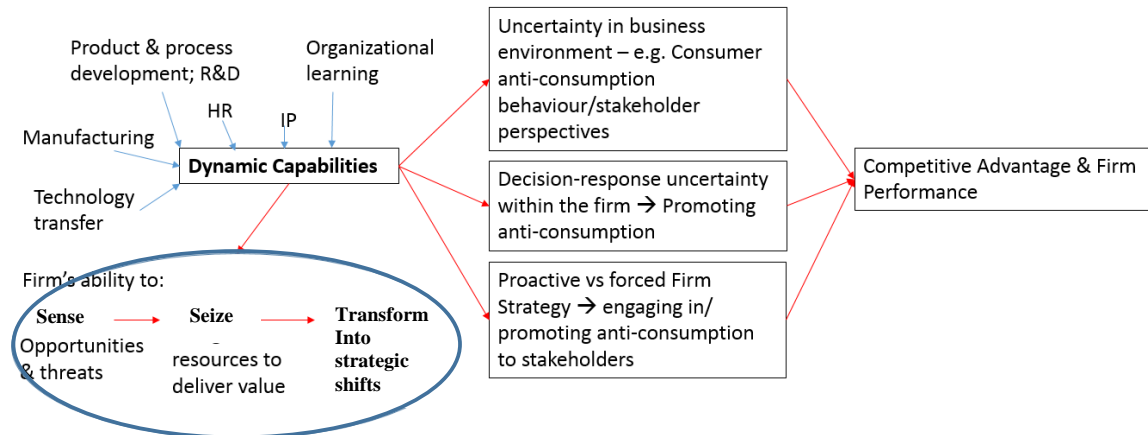 Product & process
development; R&D
Organizational
learning
HR
IP
Manufacturing
Technology
transfer
Dynamic Capabilities
Firm's ability to:
Sense
Opportunities
& threats
Seize
resources to
deliver value
Transform
Into
strategic
shifts
Uncertainty in business
environment – e.g. Consumer
anti-consumption
behaviour/stakeholder
perspectives
Decision-response uncertainty
within the firm → Promoting
anti-consumption
Proactive vs forced Firm
Strategy → engaging in/
promoting anti-consumption
to stakeholders
Competitive Advantage & Firm
Performance